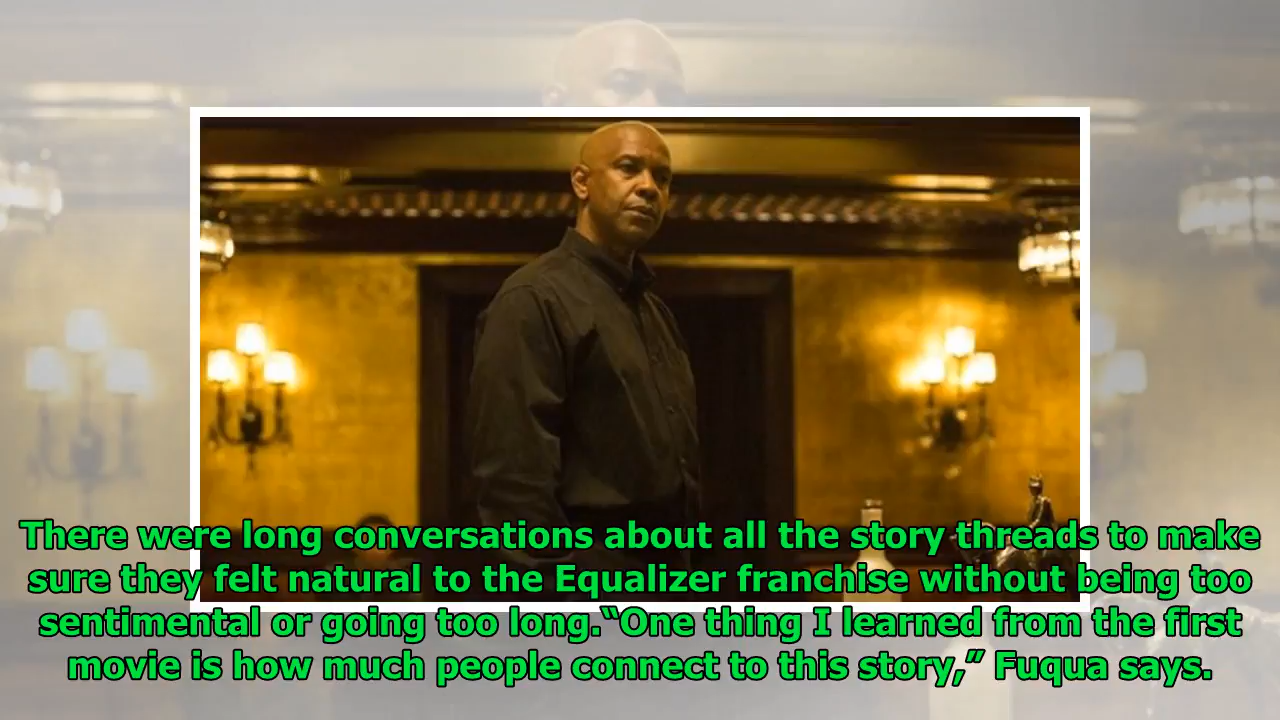 There were long conversations about all the story threads to make
sure they felt natural to the Equalizer franchise without being too
sentimental or going too long.“One thing I learned from the first
movie is how much people connect to this story,” Fuqua says.